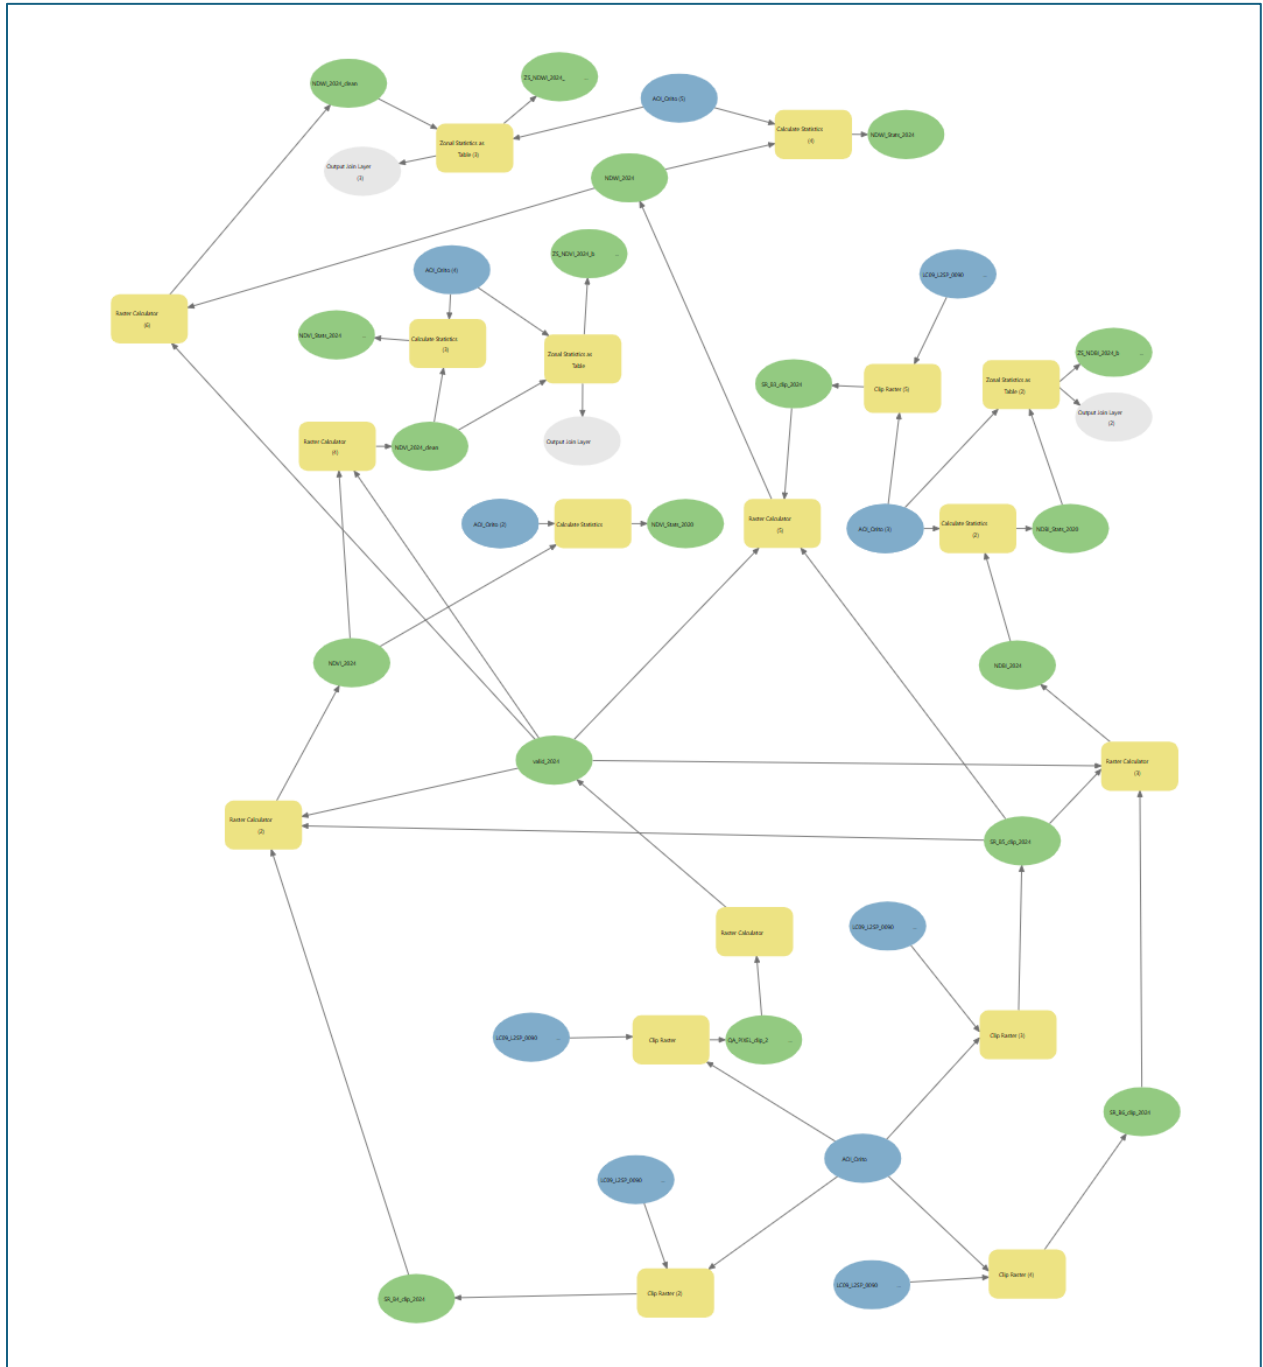 NDWI_2024_clean
ZS_NDWI_2024_ ...
AOI_Ortho (5)
Calculate Statistics
(4)
NDWI_Stats_2024
Zonal Statistics as
Table (3)
Output Join Layer
(3)
NDWI_2024
AOI_Ortho (4)
ZS_NDVI_2024_b ...
LC09_L2SP_0090 ...
Raster Calculator
(6)
NDVI_Stats_2024 ...
Calculate Statistics
(3)
Zonal Statistics as
Table
SR_B3_clip_2024
Clip Raster (5)
Zonal Statistics as
Table (2)
ZS_NDBI_2024_b ...
Output Join Layer
(2)
Raster Calculator
(4)
NDVI_2024_clean
Output Join Layer
AOI_Ortho (2)
Calculate Statistics
NDVI_Stats_2020
Raster Calculator
(5)
AOI_Ortho (3)
Calculate Statistics
(2)
NDBI_Stats_2020
NDVI_2024
NDBI_2024
valid_2024
Raster Calculator
(3)
Raster Calculator
(2)
SR_B5_clip_2024
Raster Calculator
LC09_L2SP_0090 ...
LC09_L2SP_0090 ...
Clip Raster
QA_PIXEL_clip_2 ...
Clip Raster (3)
SR_B6_clip_2024
AOI_Ortho
LC09_L2SP_0090 ...
LC09_L2SP_0090 ...
Clip Raster (4)
SR_B4_clip_2024
Clip Raster (2)